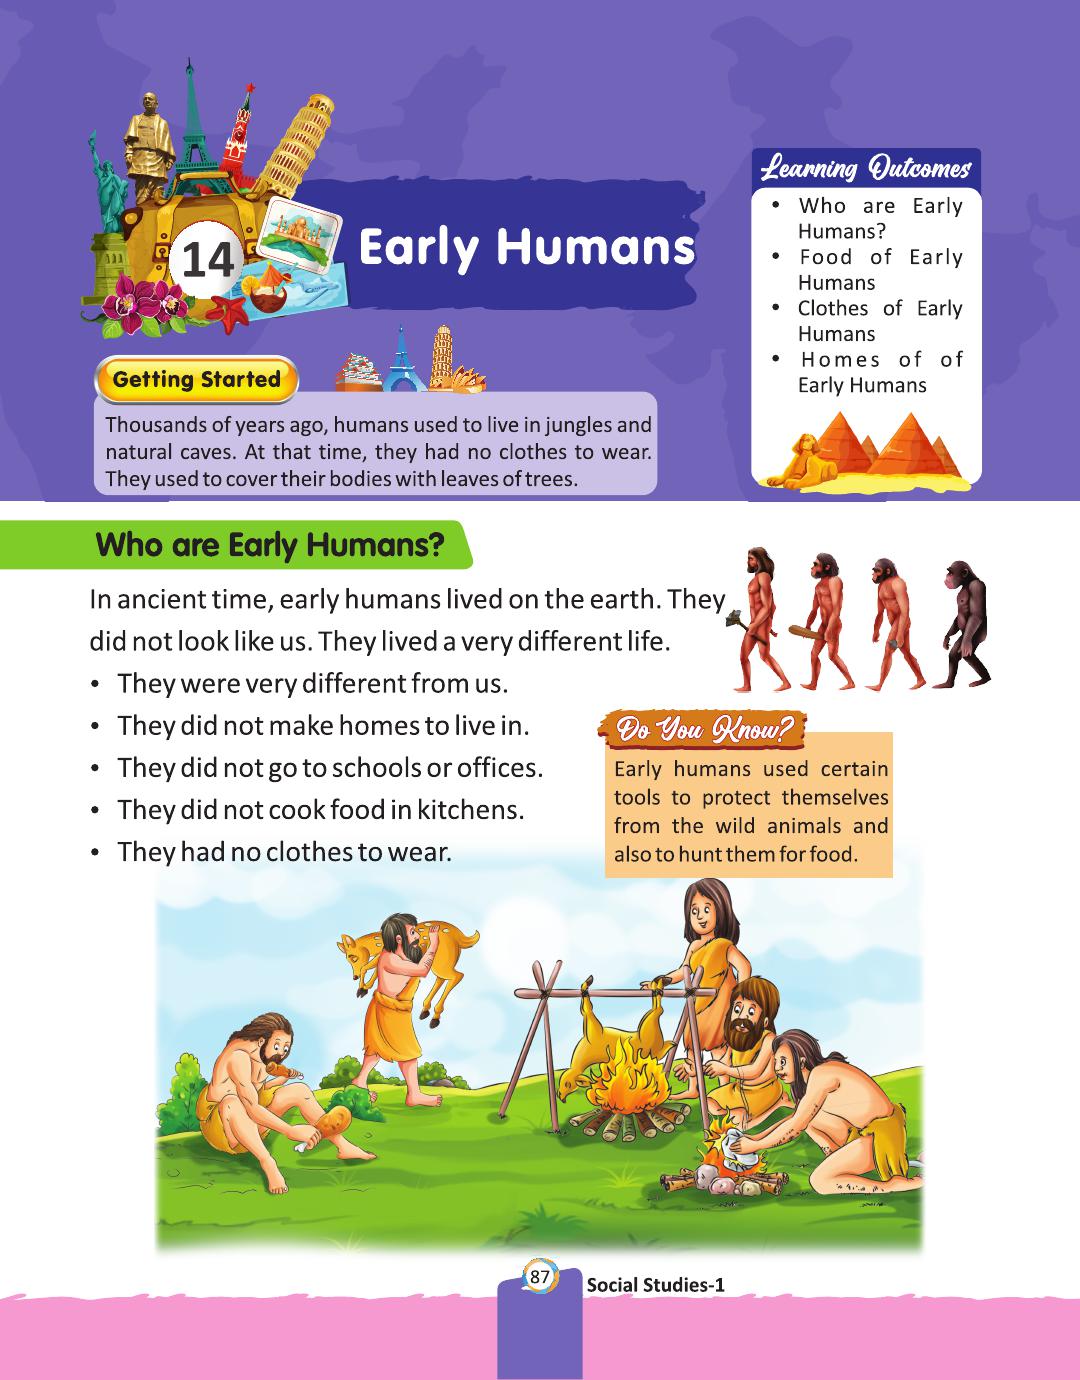 14
Early Humans
Learning Outcomes
• Who are Early
Humans?
• Food of Early
Humans
• Clothes of Early
Humans
• Homes of of
Early Humans
Getting Started
Thousands of years ago, humans used to live in jungles and
natural caves. At that time, they had no clothes to wear.
They used to cover their bodies with leaves of trees.
Who are Early Humans?
In ancient time, early humans lived on the earth. They
did not look like us. They lived a very different life.
• They were very different from us.
• They did not make homes to live in.
• They did not go to schools or offices.
• They did not cook food in kitchens.
• They had no clothes to wear.
Do You Know?
Early humans used certain
tools to protect themselves
from the wild animals and
also to hunt them for food.
87
Social Studies-1